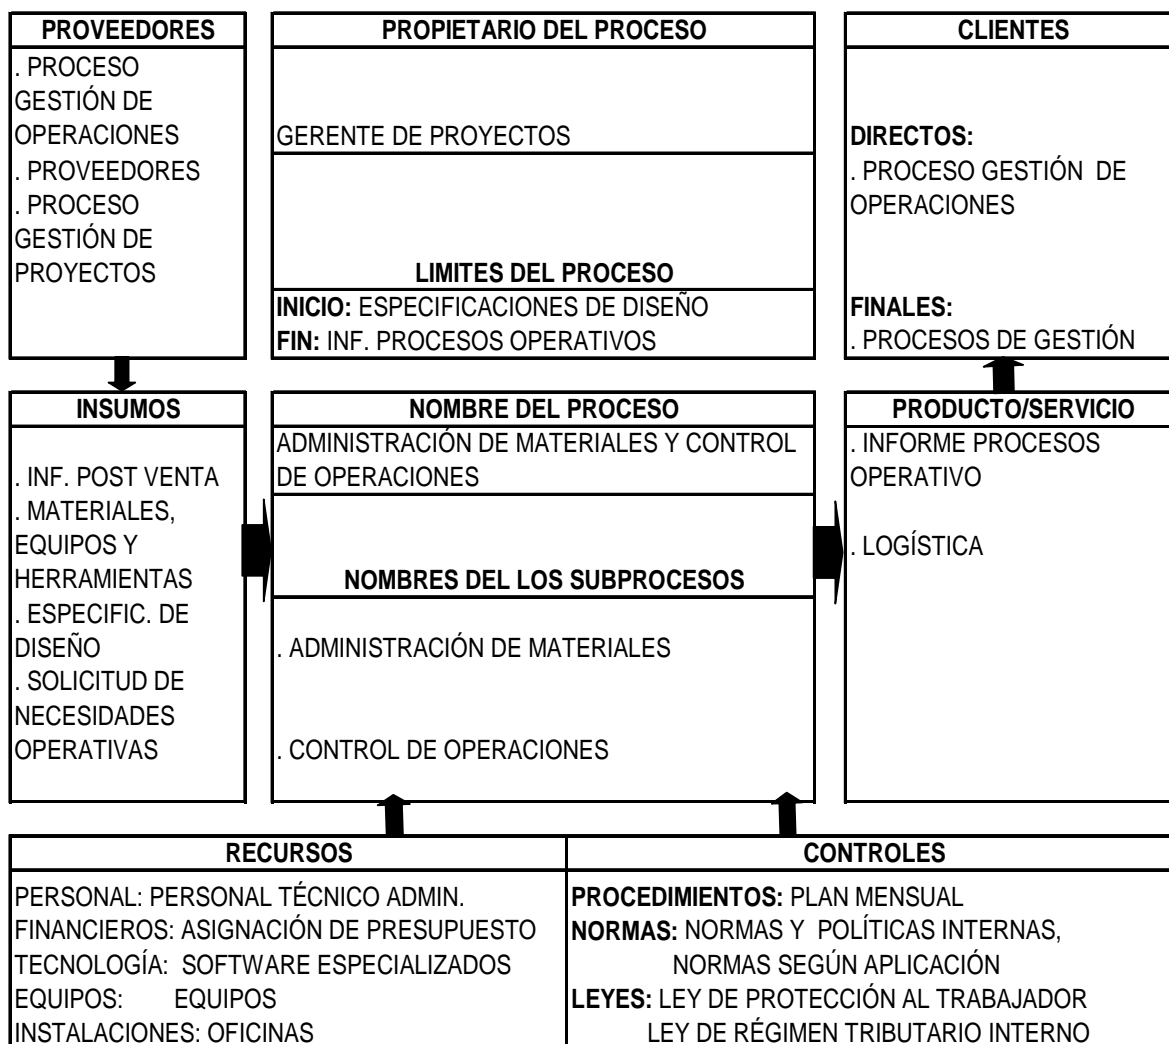 PROVEEDORES
. PROCESO
GESTIÓN DE
OPERACIONES
. PROVEEDORES
. PROCESO
GESTIÓN DE
PROYECTOS
PROPIETARIO DEL PROCESO
GERENTE DE PROYECTOS
LIMITES DEL PROCESO
INICIO: ESPECIFICACIONES DE DISEÑO
FIN: INF. PROCESOS OPERATIVOS
CLIENTES
DIRECTOS:
. PROCESO GESTIÓN DE
OPERACIONES
FINALES:
. PROCESOS DE GESTIÓN
INSUMOS
. INF. POST VENTA
. MATERIALES,
EQUIPOS Y
HERRAMIENTAS
. ESPECIFIC. DE
DISEÑO
. SOLICITUD DE
NECESIDADES
OPERATIVAS
NOMBRE DEL PROCESO
ADMINISTRACIÓN DE MATERIALES Y CONTROL
DE OPERACIONES
NOMBRES DEL LOS SUBPROCESOS
. ADMINISTRACIÓN DE MATERIALES
. CONTROL DE OPERACIONES
PRODUCTO/SERVICIO
. INFORME PROCESOS
OPERATIVO
. LOGÍSTICA
RECURSOS
PERSONAL: PERSONAL TÉCNICO ADMIN.
FINANCIEROS: ASIGNACIÓN DE PRESUPUESTO
TECNOLOGÍA: SOFTWARE ESPECIALIZADOS
EQUIPOS: EQUIPOS
INSTALACIONES: OFICINAS
CONTROLES
PROCEDIMIENTOS: PLAN MENSUAL
NORMAS: NORMAS Y POLÍTICAS INTERNAS,
NORMAS SEGÚN APLICACIÓN
LEYES: LEY DE PROTECCIÓN AL TRABAJADOR
LEY DE RÉGIMEN TRIBUTARIO INTERNO